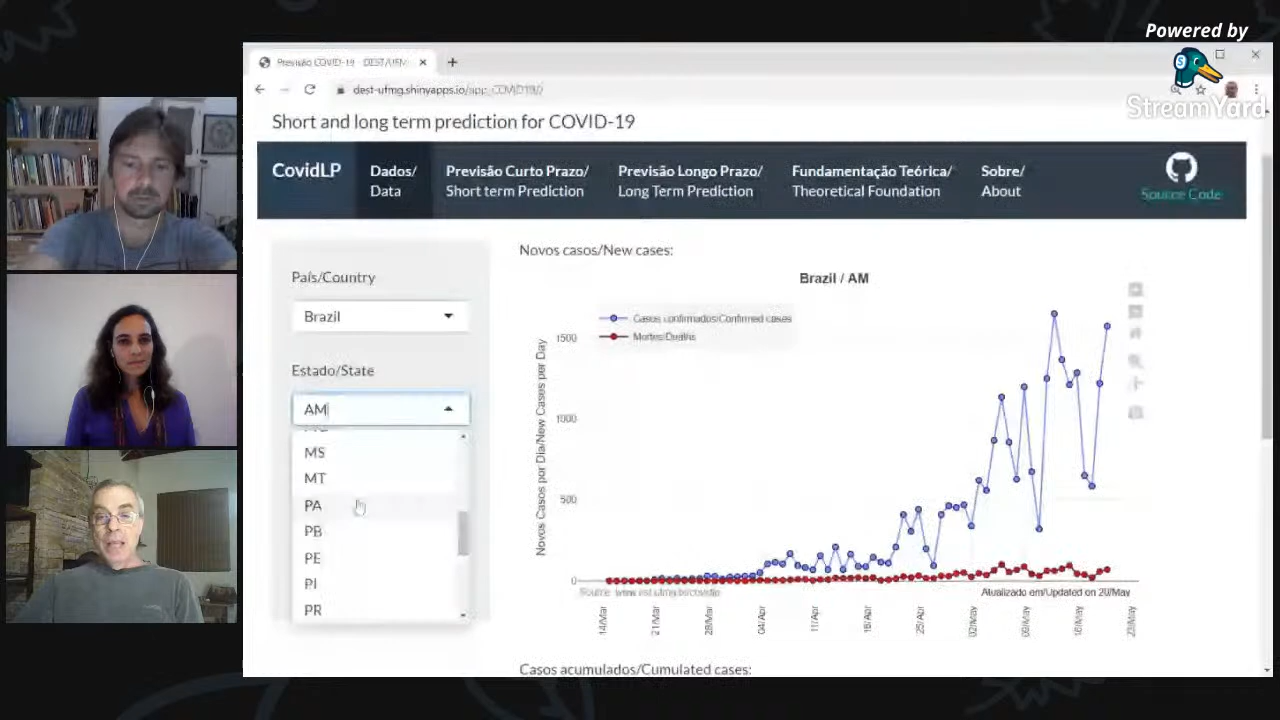 Powered by
StreamYard
Previsão COVID-19 - DEST/UFM
dest-ufmg.shinyapps.io/app_COVID19/
Short and long term prediction for COVID-19
CovidLP
Dados/
Data
Previsão Curto Prazo/
Short term Prediction
Previsão Longo Prazo/
Long Term Prediction
Fundamentação Teórica/
Theoretical Foundation
Sobre/
About
Source Code
País/Country
Brazil
Estado/State
AM
MS
MT
PA
PB
PE
PI
PR
Novos casos/New cases:
Brazil / AM
Casos confirmados/Confirmed cases
Mortes/Deaths
Novos Casos por Dia/New Cases per Day
1500
1000
500
0
14/Mar
21/Mar
28/Mar
04/Apr
11/Apr
18/Apr
25/Apr
02/May
09/May
16/May
23/May
Atualizado em/Updated on 20/May
Casos acumulados/Cumulated cases: